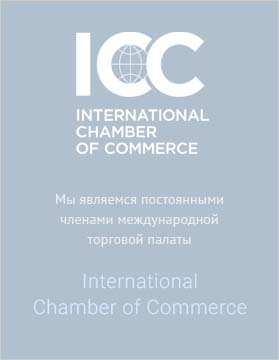 ICC
INTERNATIONAL
CHAMBER
OF COMMERCE
Мы являемся постоянными
членами международной
торговой палаты
International
Chamber of Commerce